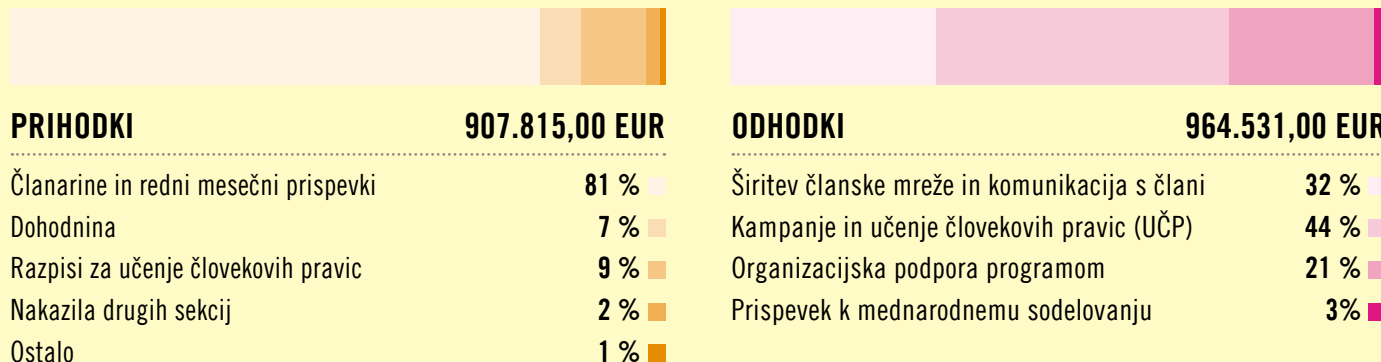 PRIHODKI 907.815,00 EUR
Članarine in redni mesečni prispevki 81 %
Dohodnina 7 %
Razpisi za učenje človekovih pravic 9 %
Nakazila drugih sekcij 2 %
Ostalo 1 %
ODHODKI 964.531,00 EUR
Širitev članske mreže in komunikacija s člani 32 %
Kampanje in učenje človekovih pravic (UČP) 44 %
Organizacijska podpora programom 21 %
Prispevek k mednarodnemu sodelovanju 3%